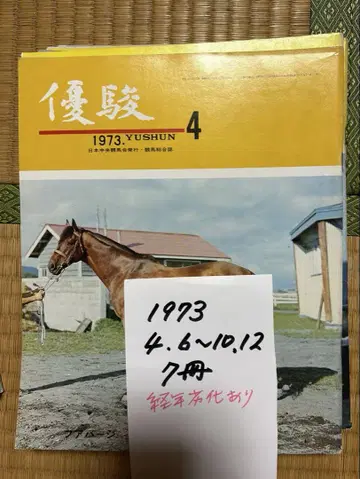 優駿
1973. YUSHUN 4
日本中央競馬会発行・競馬総合誌
1973
4.6~10.12
7冊
経年劣化あり